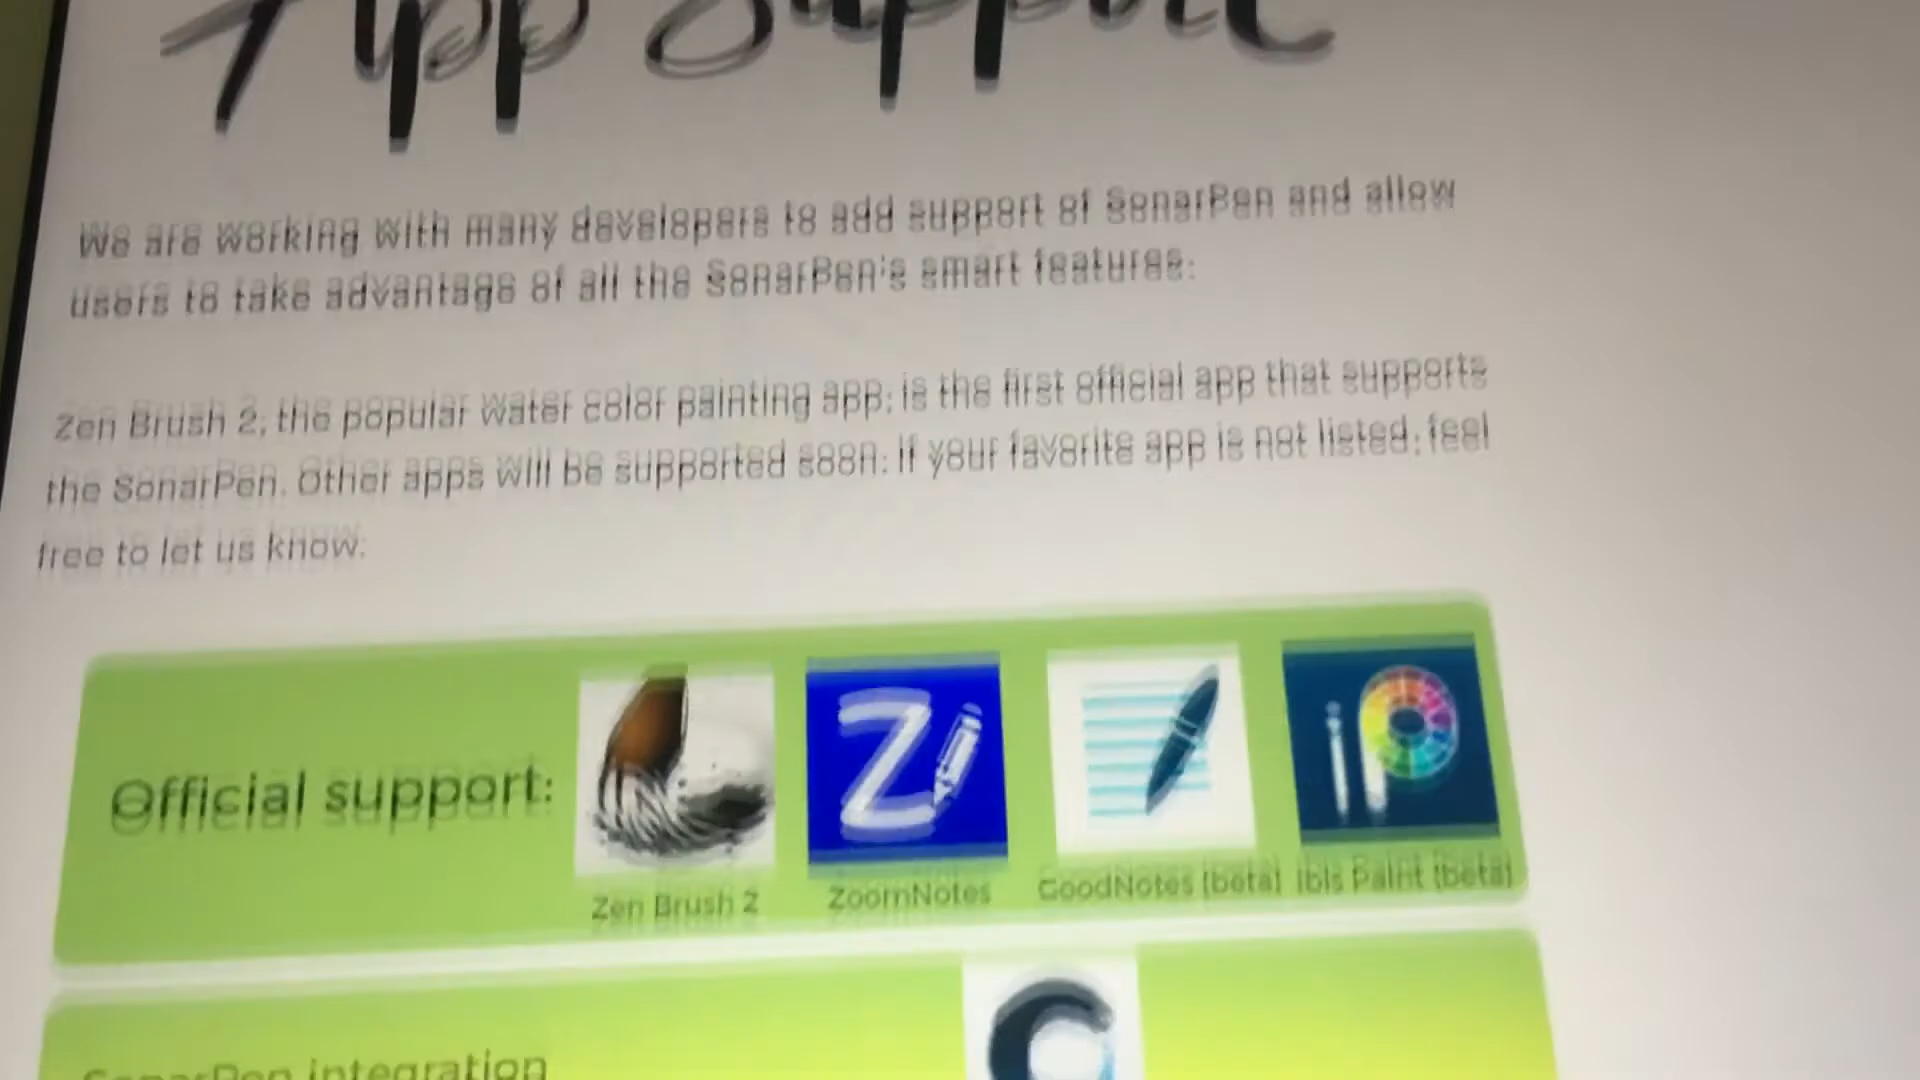 App Support
We are working with many developers to add support of SonarPen and allow
users to take advantage of all the SonarPen's smart features.
Zen Brush 2, the popular water color painting app, is the first official app that supports
the SonarPen. Other apps will be supported soon. If your favorite app is not listed, feel
free to let us know.
Official support:
Zen Brush 2
ZoomNotes
GoodNotes (beta)
ibis Paint (beta)
SonarPen integration